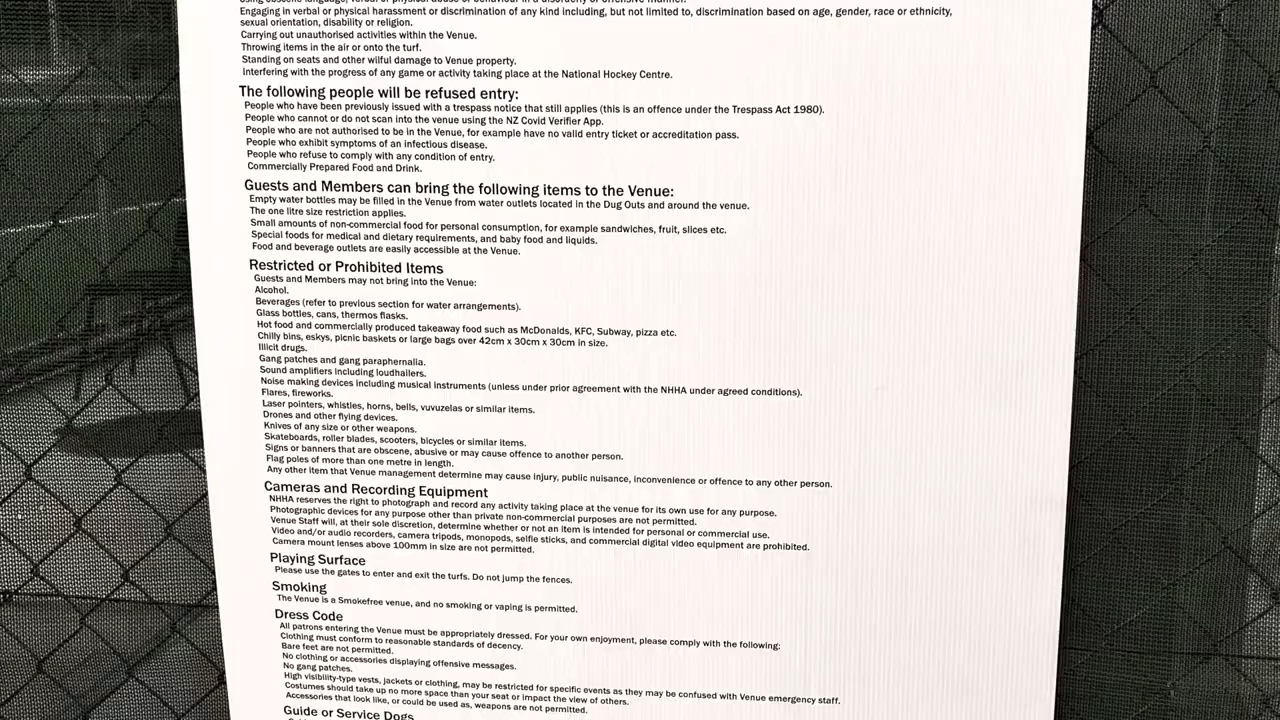 using obscene language, verbal or physical abuse or behaviour in a disorderly or offensive manner.
Engaging in verbal or physical harassment or discrimination of any kind including, but not limited to, discrimination based on age, gender, race or ethnicity,
sexual orientation, disability or religion.
Carrying out unauthorised activities within the Venue.
Throwing items in the air or onto the turf.
Standing on seats and other wilful damage to Venue property.
Interfering with the progress of any game or activity taking place at the National Hockey Centre.
The following people will be refused entry:
People who have been previously issued with a trespass notice that still applies (this is an offence under the Trespass Act 1980).
People who cannot or do not scan into the venue using the NZ Covid Verifier App.
People who are not authorised to be in the Venue, for example have no valid entry ticket or accreditation pass.
People who exhibit symptoms of an infectious disease.
People who refuse to comply with any condition of entry.
Commercially Prepared Food and Drink.
Guests and Members can bring the following items to the Venue:
Empty water bottles may be filled in the Venue from water outlets located in the Dug Outs and around the venue.
The one litre size restriction applies.
Small amounts of non-commercial food for personal consumption, for example sandwiches, fruit, slices etc.
Special foods for medical and dietary requirements, and baby food and liquids.
Food and beverage outlets are easily accessible at the Venue.
Restricted or Prohibited Items
Guests and Members may not bring into the Venue:
Alcohol.
Beverages (refer to previous section for water arrangements).
Glass bottles, cans, thermos flasks.
Hot food and commercially produced takeaway food such as McDonalds, KFC, Subway, pizza etc.
Chilly bins, eskys, picnic baskets or large bags over 42cm x 30cm x 30cm in size.
Illicit drugs.
Gang patches and gang paraphernalia.
Sound amplifiers including loudhailers.
Noise making devices including musical instruments (unless under prior agreement with the NHHA under agreed conditions).
Flares, fireworks.
Laser pointers, whistles, horns, bells, vuvuzelas or similar items.
Drones and other flying devices.
Knives of any size or other weapons.
Skateboards, roller blades, scooters, bicycles or similar items.
Signs or banners that are obscene, abusive or may cause offence to another person.
Flag poles of more than one metre in length.
Any other item that Venue management determine may cause injury, public nuisance, inconvenience or offence to any other person.
Cameras and Recording Equipment
NHHA reserves the right to photograph and record any activity taking place at the venue for its own use for any purpose.
Photographic devices for any purpose other than private non-commercial purposes are not permitted.
Venue Staff will, at their sole discretion, determine whether or not an item is intended for personal or commercial use.
Video and/or audio recorders, camera tripods, monopods, selfie sticks, and commercial digital video equipment are prohibited.
Camera mount lenses above 100mm in size are not permitted.
Playing Surface
Please use the gates to enter and exit the turfs. Do not jump the fences.
Smoking
The Venue is a Smokefree venue, and no smoking or vaping is permitted.
Dress Code
All patrons entering the Venue must be appropriately dressed. For your own enjoyment, please comply with the following:
Clothing must conform to reasonable standards of decency.
Bare feet are not permitted.
No clothing or accessories displaying offensive messages.
No gang patches.
High visibility-type vests, jackets or clothing, may be restricted for specific events as they may be confused with Venue emergency staff.
Costumes should take up no more space than your seat or impact the view of others.
Accessories that look like, or could be used as, weapons are not permitted.
Guide or Service Dogs